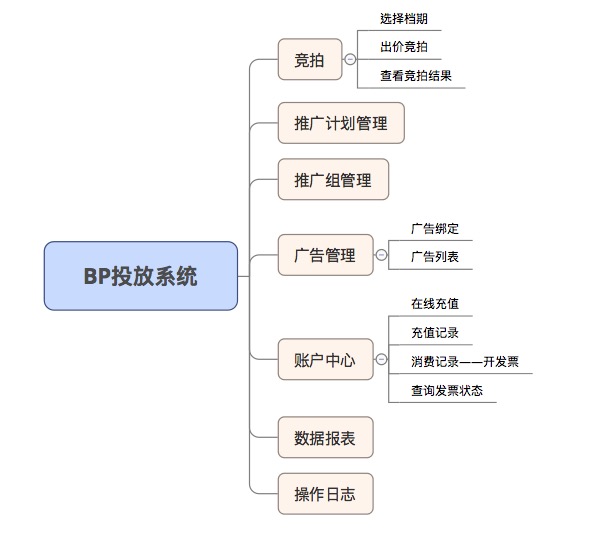 BP投放系统
竞拍
选择档期
出价竞拍
查看竞拍结果
推广计划管理
推广组管理
广告管理
广告绑定
广告列表
账户中心
在线充值
充值记录
消费记录——开发票
查询发票状态
数据报表
操作日志